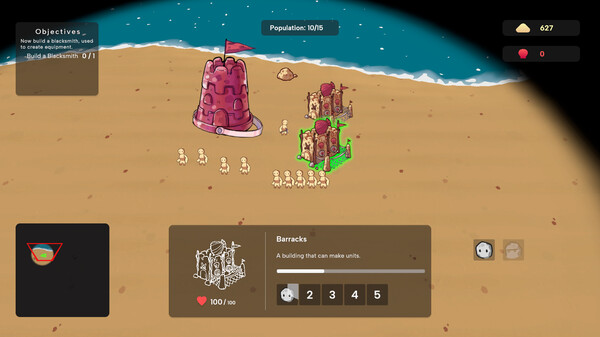 Objectives
Now build a blacksmith, used
to create equipment.
-Build a Blacksmith 0 / 1
Population: 10/15
627
0
Barracks
A building that can make units.
100 / 100
2 3 4 5